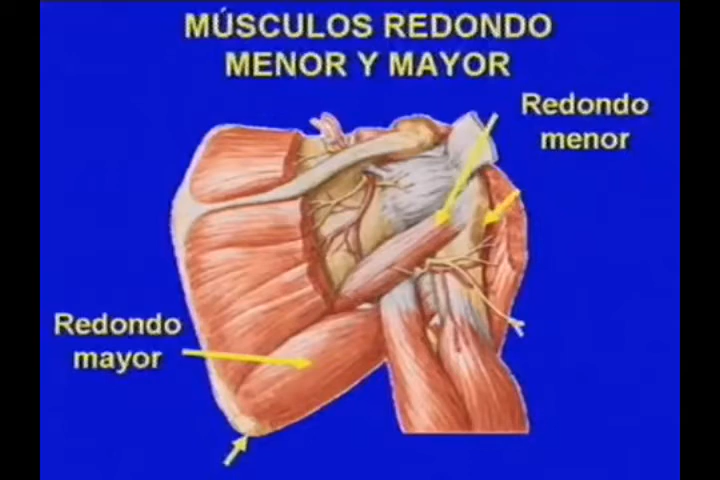 MÚSCULOS REDONDO
MENOR Y MAYOR
Redondo
menor
Redondo
mayor